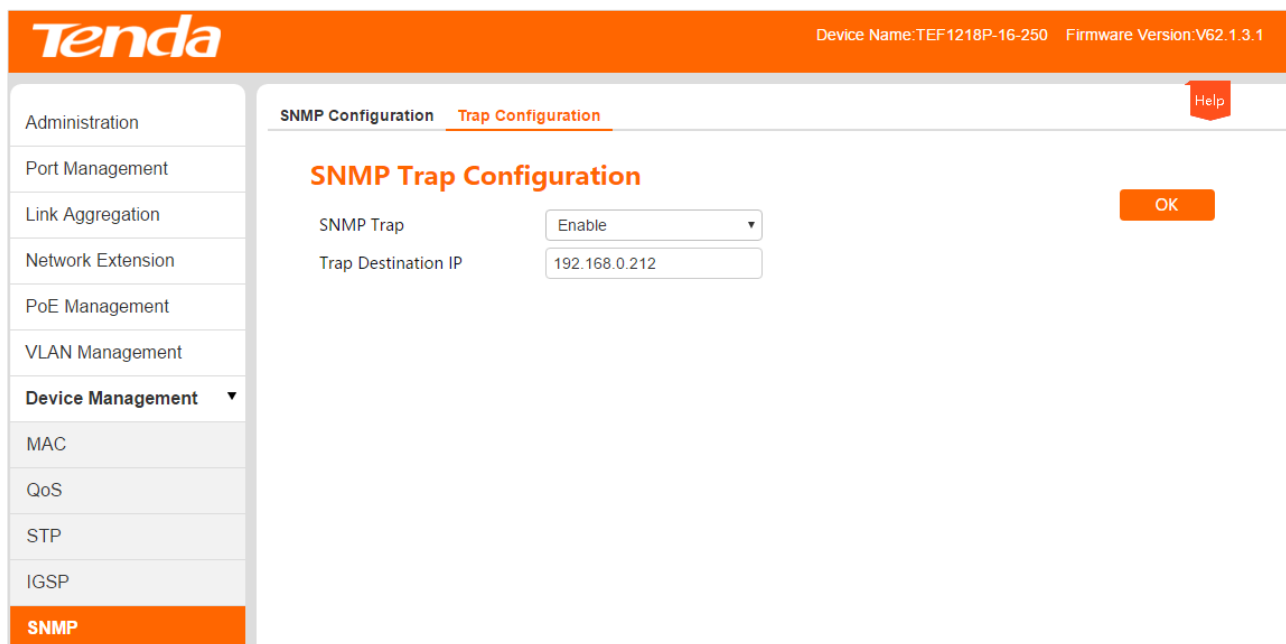 Tenda
Device Name:TEF1218P-16-250 Firmware Version:V62.1.3.1
Help
Administration
Port Management
Link Aggregation
Network Extension
PoE Management
VLAN Management
Device Management
MAC
QoS
STP
IGSP
SNMP
SNMP Configuration Trap Configuration
SNMP Trap Configuration
OK
SNMP Trap Enable
Trap Destination IP 192.168.0.212